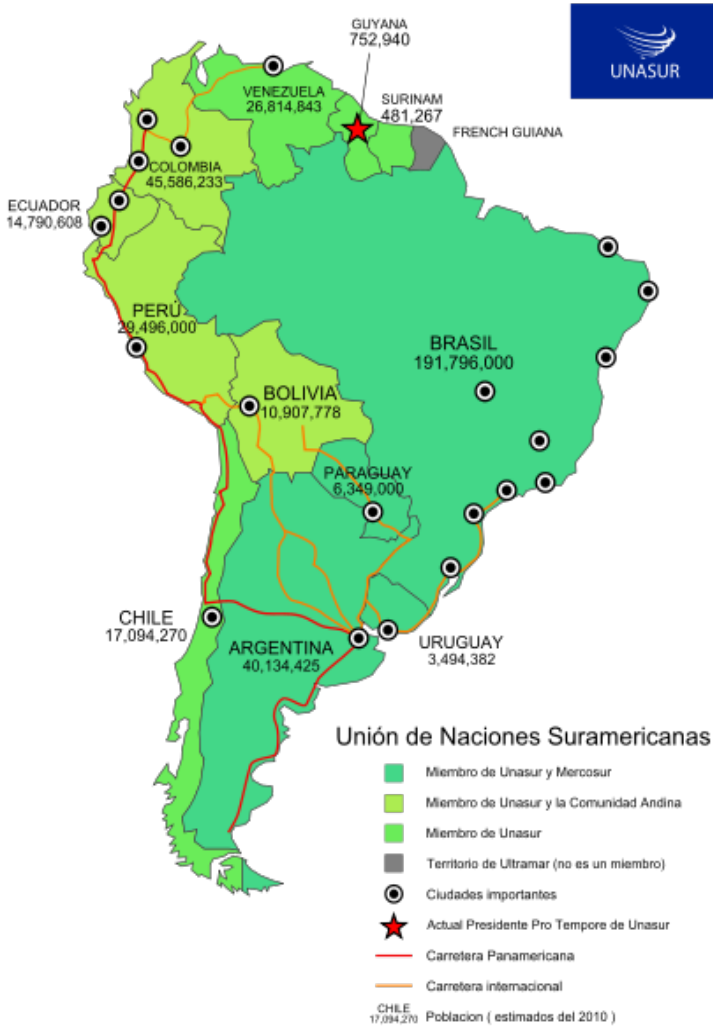 GUYANA
752,940
UNASUR
VENEZUELA
26,814,843
SURINAM
481,267
FRENCH GUIANA
COLOMBIA
45,586,233
ECUADOR
14,790,608
PERÚ
29,496,000
BRASIL
191,796,000
BOLIVIA
10,907,778
PARAGUAY
6,349,000
CHILE
17,094,270
ARGENTINA
40,134,425
URUGUAY
3,494,382
Unión de Naciones Suramericanas
Miembro de Unasur y Mercosur
Miembro de Unasur y la Comunidad Andina
Miembro de Unasur
Territorio de Ultramar (no es un miembro)
Ciudades importantes
Actual Presidente Pro Tempore de Unasur
Carretera Panamericana
Carretera internacional
CHILE
17,094,270 Poblacion ( estimados del 2010 )